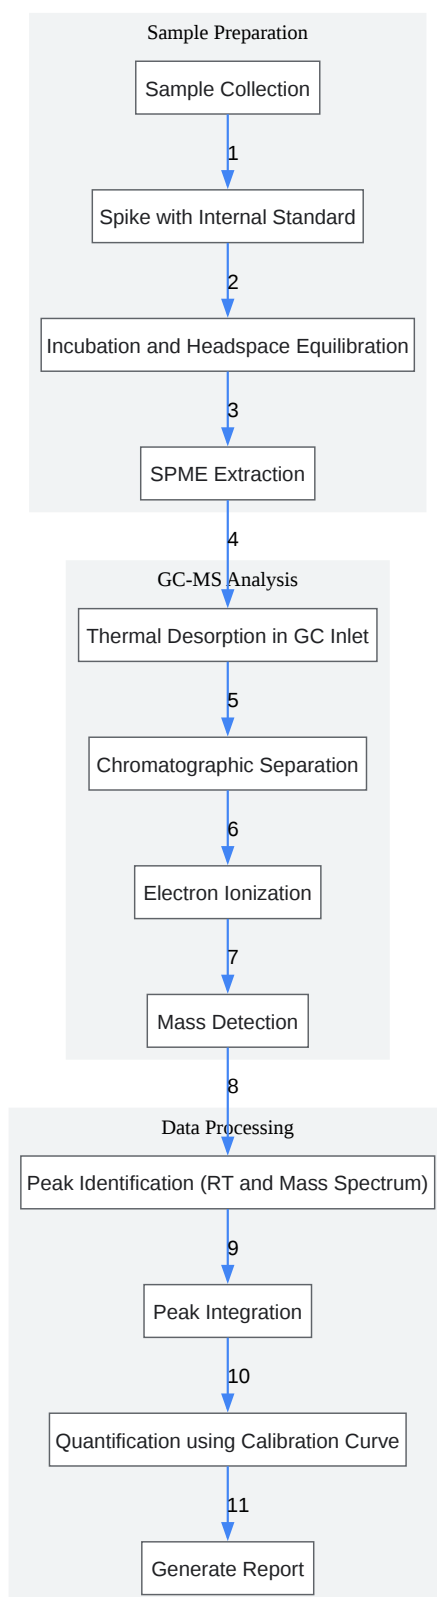 Sample Preparation
Sample Collection
1
Spike with Internal Standard
2
Incubation and Headspace Equilibration
3
SPME Extraction
4
GC-MS Analysis
Thermal Desorption in GC Inlet
5
Chromatographic Separation
6
Electron Ionization
7
Mass Detection
8
Data Processing
Peak Identification (RT and Mass Spectrum)
9
Peak Integration
10
Quantification using Calibration Curve
11
Generate Report